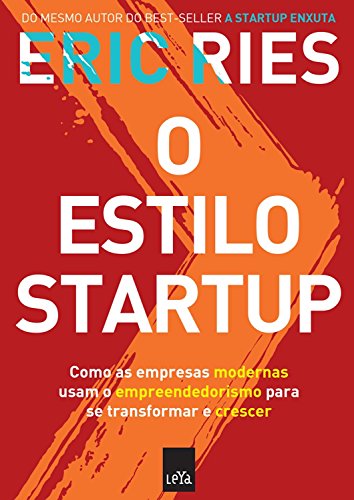 DO MESMO AUTOR DO BEST-SELLER A STARTUP ENXUTA
ERIC RIES
O
ESTILO
STARTUP
Como as empresas modernas
usam o empreendedorismo para
se transformar e crescer
LeYa